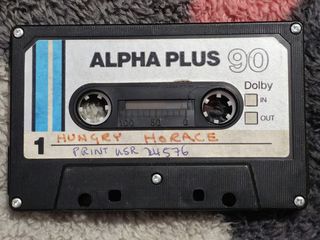 ALPHA PLUS 90
Dolby
IN
OUT
1 HUNGRY HORACE
PRINT USR 24576